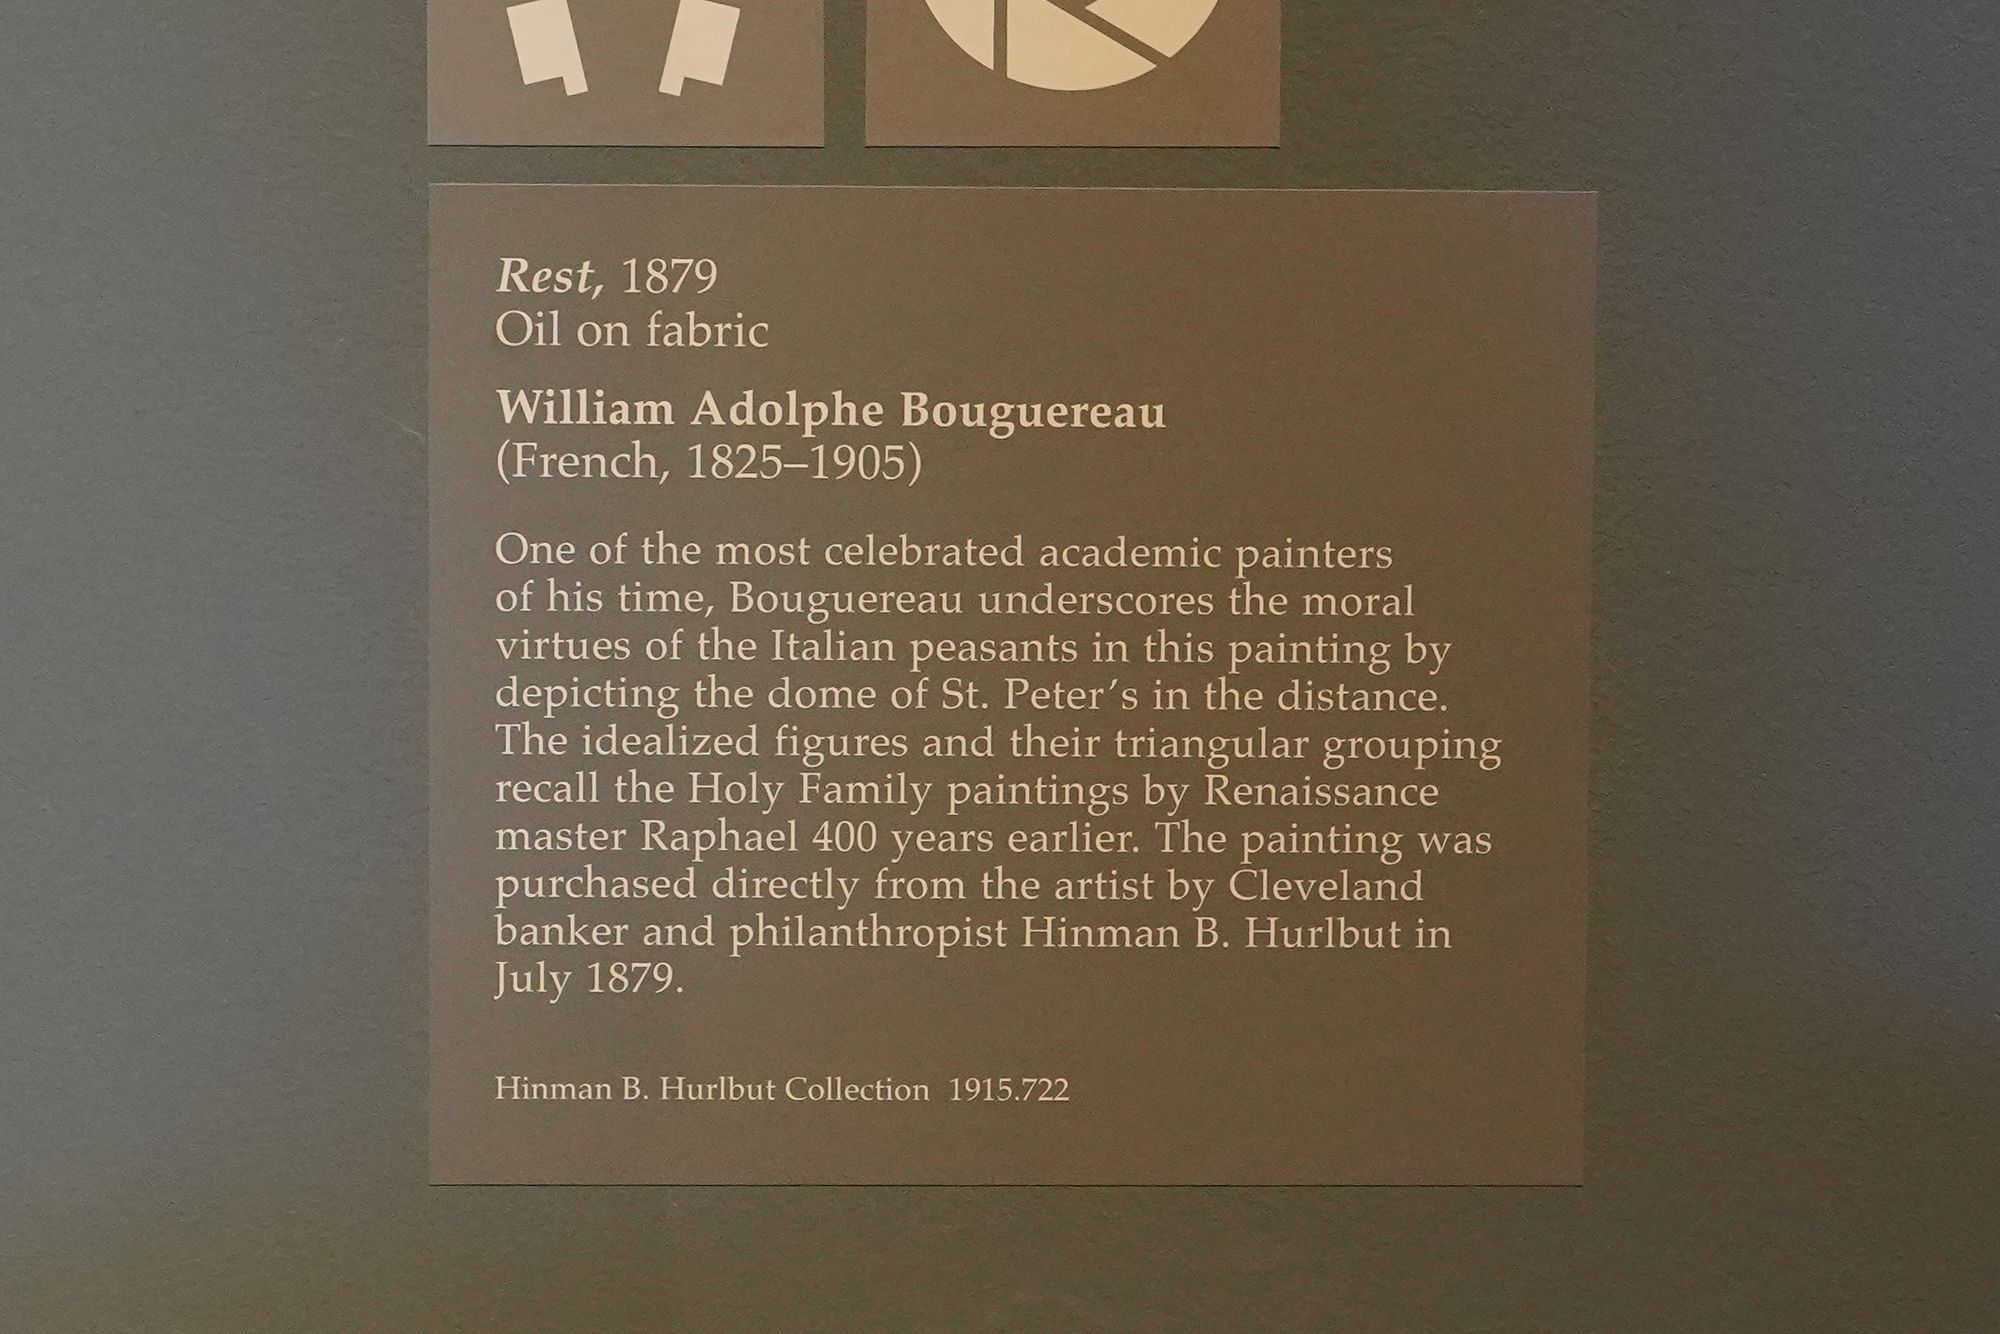 Rest, 1879
Oil on fabric
William Adolphe Bouguereau
(French, 1825–1905)
One of the most celebrated academic painters
of his time, Bouguereau underscores the moral
virtues of the Italian peasants in this painting by
depicting the dome of St. Peter's in the distance.
The idealized figures and their triangular grouping
recall the Holy Family paintings by Renaissance
master Raphael 400 years earlier. The painting was
purchased directly from the artist by Cleveland
banker and philanthropist Hinman B. Hurlbut in
July 1879.
Hinman B. Hurlbut Collection 1915.722